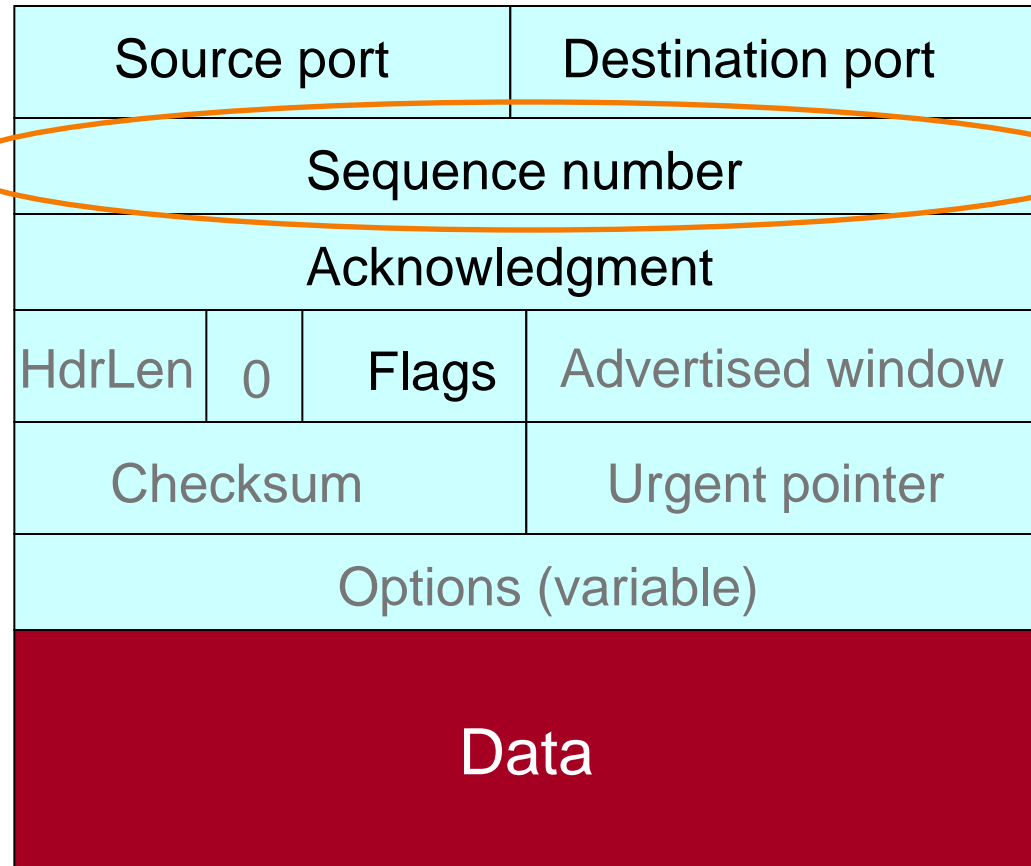 Source port Destination port
Sequence number
Acknowledgment
HdrLen 0 Flags Advertised window
Checksum Urgent pointer
Options (variable)
Data